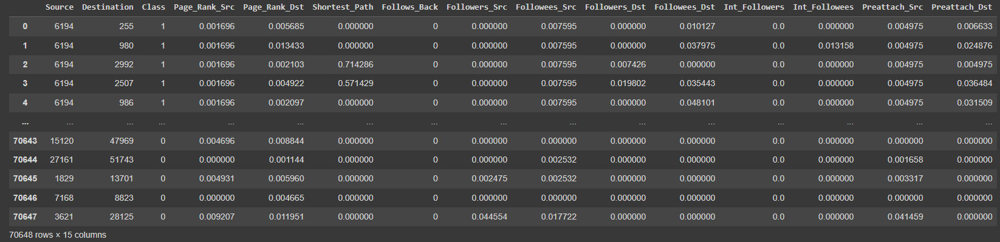 Source Destination Class Page_Rank_Src Page_Rank_Dst Shortest_Path Follows_Back Followers_Src Followees_Src Followers_Dst Followees_Dst Int_Followers Int_Followees Preattach_Src Preattach_Dst
0 6194 255 1 0.001696 0.005685 0.000000 0 0.000000 0.007595 0.000000 0.010127 0.0 0.000000 0.004975 0.006633
1 6194 980 1 0.001696 0.013433 0.000000 0 0.000000 0.007595 0.000000 0.037975 0.0 0.013158 0.004975 0.024876
2 6194 2992 1 0.001696 0.002103 0.714286 0 0.000000 0.007595 0.007426 0.000000 0.0 0.000000 0.004975 0.004975
3 6194 2507 1 0.001696 0.004922 0.571429 0 0.000000 0.007595 0.019802 0.035443 0.0 0.000000 0.004975 0.036484
4 6194 986 1 0.001696 0.002097 0.000000 0 0.000000 0.007595 0.000000 0.048101 0.0 0.000000 0.004975 0.031509
... ... ... ... ... ... ... ... ... ... ... ... ... ... ... ...
70643 15120 47969 0 0.004696 0.008844 0.000000 0 0.000000 0.000000 0.000000 0.000000 0.0 0.000000 0.000000 0.000000
70644 27161 51743 0 0.000000 0.001144 0.000000 0 0.000000 0.002532 0.000000 0.000000 0.0 0.000000 0.001658 0.000000
70645 1829 13701 0 0.004931 0.005960 0.000000 0 0.002475 0.002532 0.000000 0.000000 0.0 0.000000 0.003317 0.000000
70646 7168 8823 0 0.000000 0.004665 0.000000 0 0.000000 0.000000 0.000000 0.000000 0.0 0.000000 0.000000 0.000000
70647 3621 28125 0 0.009207 0.011951 0.000000 0 0.044554 0.017722 0.000000 0.000000 0.0 0.000000 0.041459 0.000000
70648 rows × 15 columns